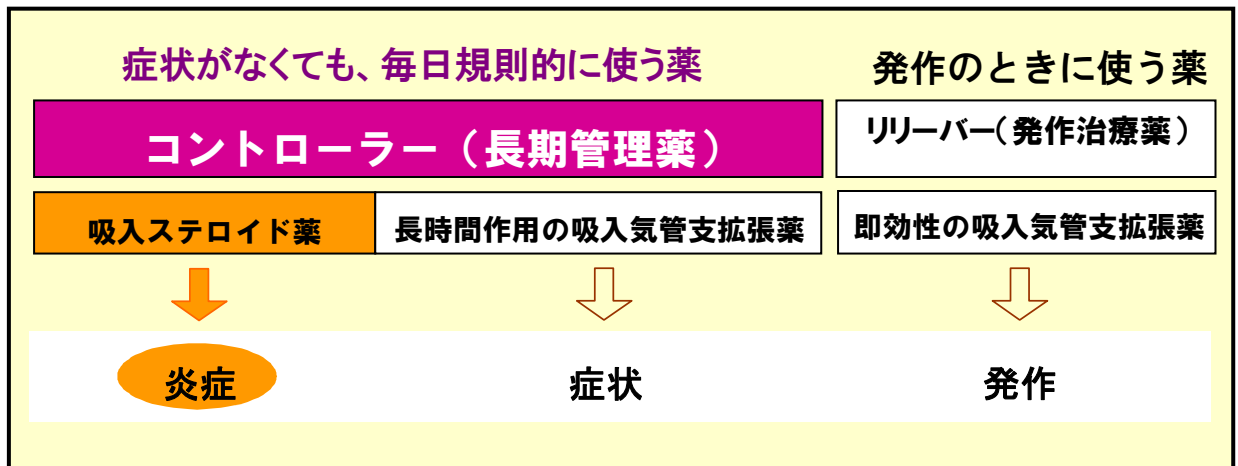 症状がなくても、毎日規則的に使う薬
発作のときに使う薬
コントローラー（長期管理薬）
リリーバー（発作治療薬）
吸入ステロイド薬
長時間作用の吸入気管支拡張薬
即効性の吸入気管支拡張薬
炎症
症状
発作